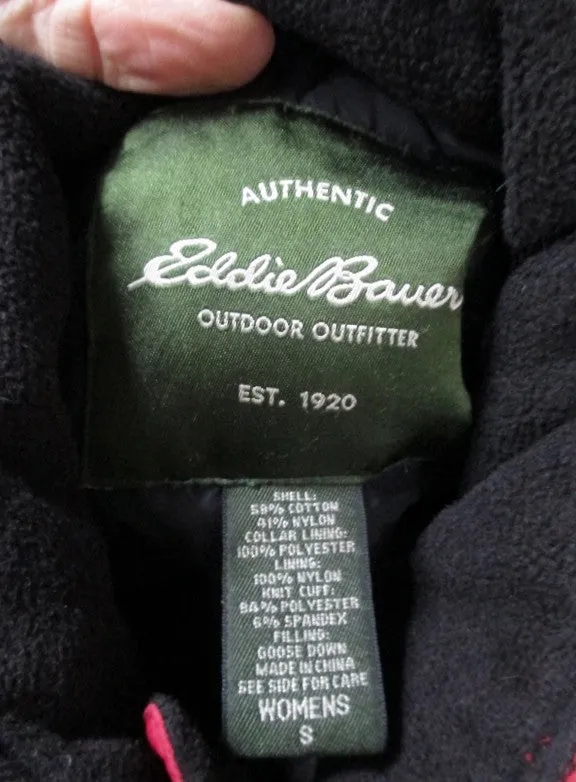 AUTHENTIC
Eddie Bauer
OUTDOOR OUTFITTER
EST. 1920
SHELL:
59% COTTON
41% NYLON
COLLAR LINING:
100% POLYESTER
LINING:
100% NYLON
KNIT CUFF:
94% POLYESTER
6% SPANDEX
FILLING:
GOOSE DOWN
MADE IN CHINA
SEE SIDE FOR CARE
WOMENS
S